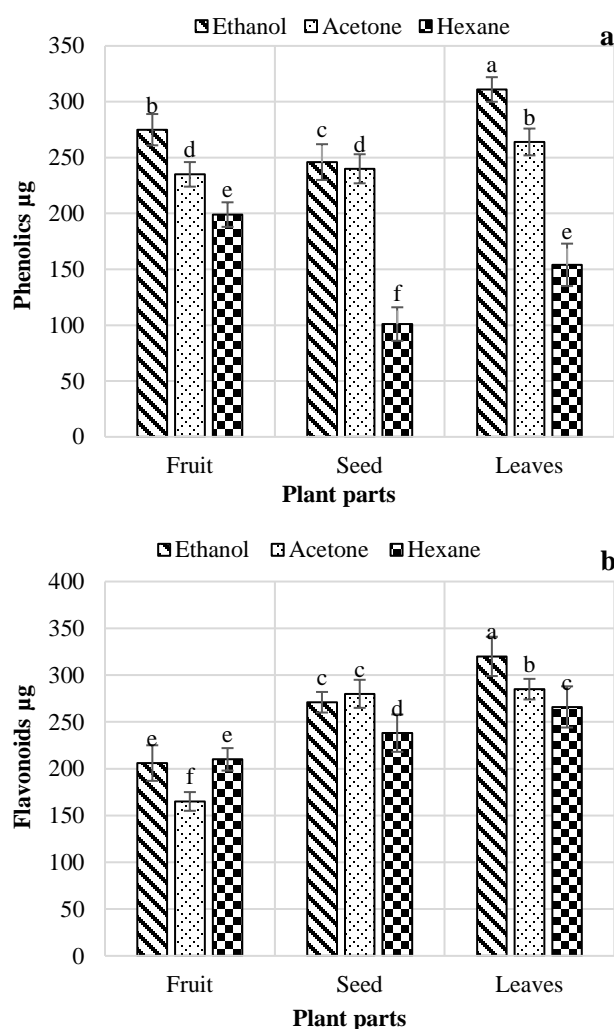 Ethanol Acetone Hexane
a
350
300
250
200
150
100
50
0
Phenolics µg
b
d
e
c
d
f
a
b
e
Fruit Seed Leaves
Plant parts
Ethanol Acetone Hexane
b
400
350
300
250
200
150
100
50
0
Flavonoids µg
e
f
e
c
c
d
a
b
c
Fruit Seed Leaves
Plant parts